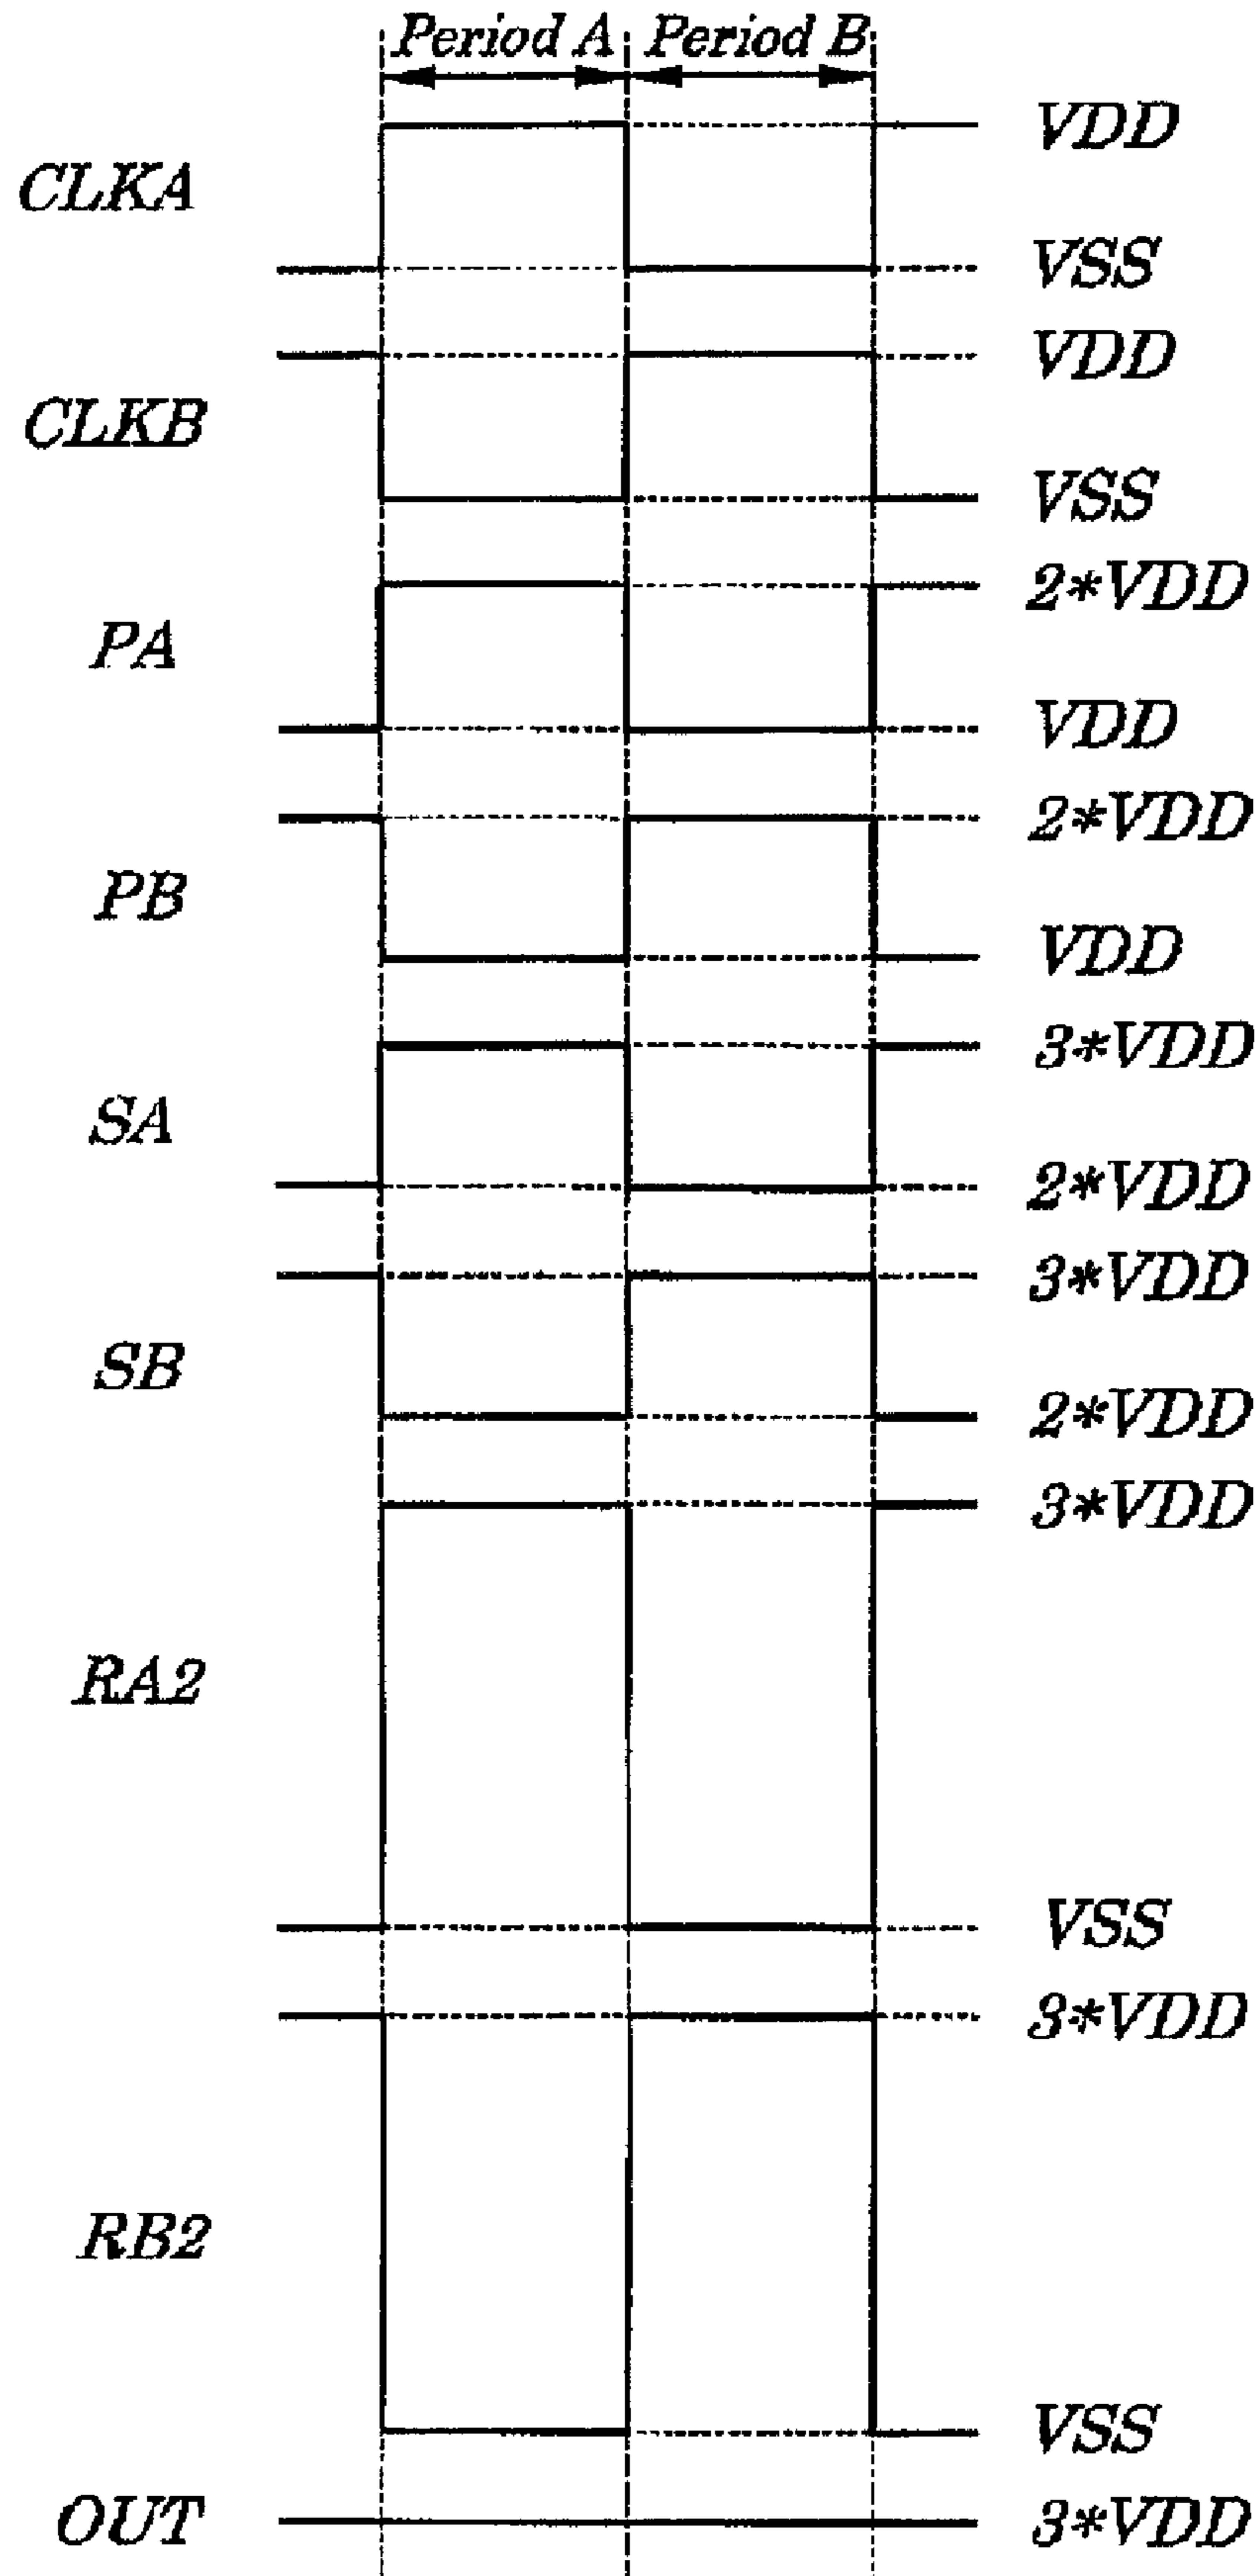 Period A Period B
VDD
CLKA
VSS
VDD
CLKB
VSS
2*VDD
PA
VDD
2*VDD
PB
VDD
3*VDD
SA
2*VDD
3*VDD
SB
2*VDD
3*VDD
RA2
VSS
3*VDD
RB2
VSS
OUT 3*VDD